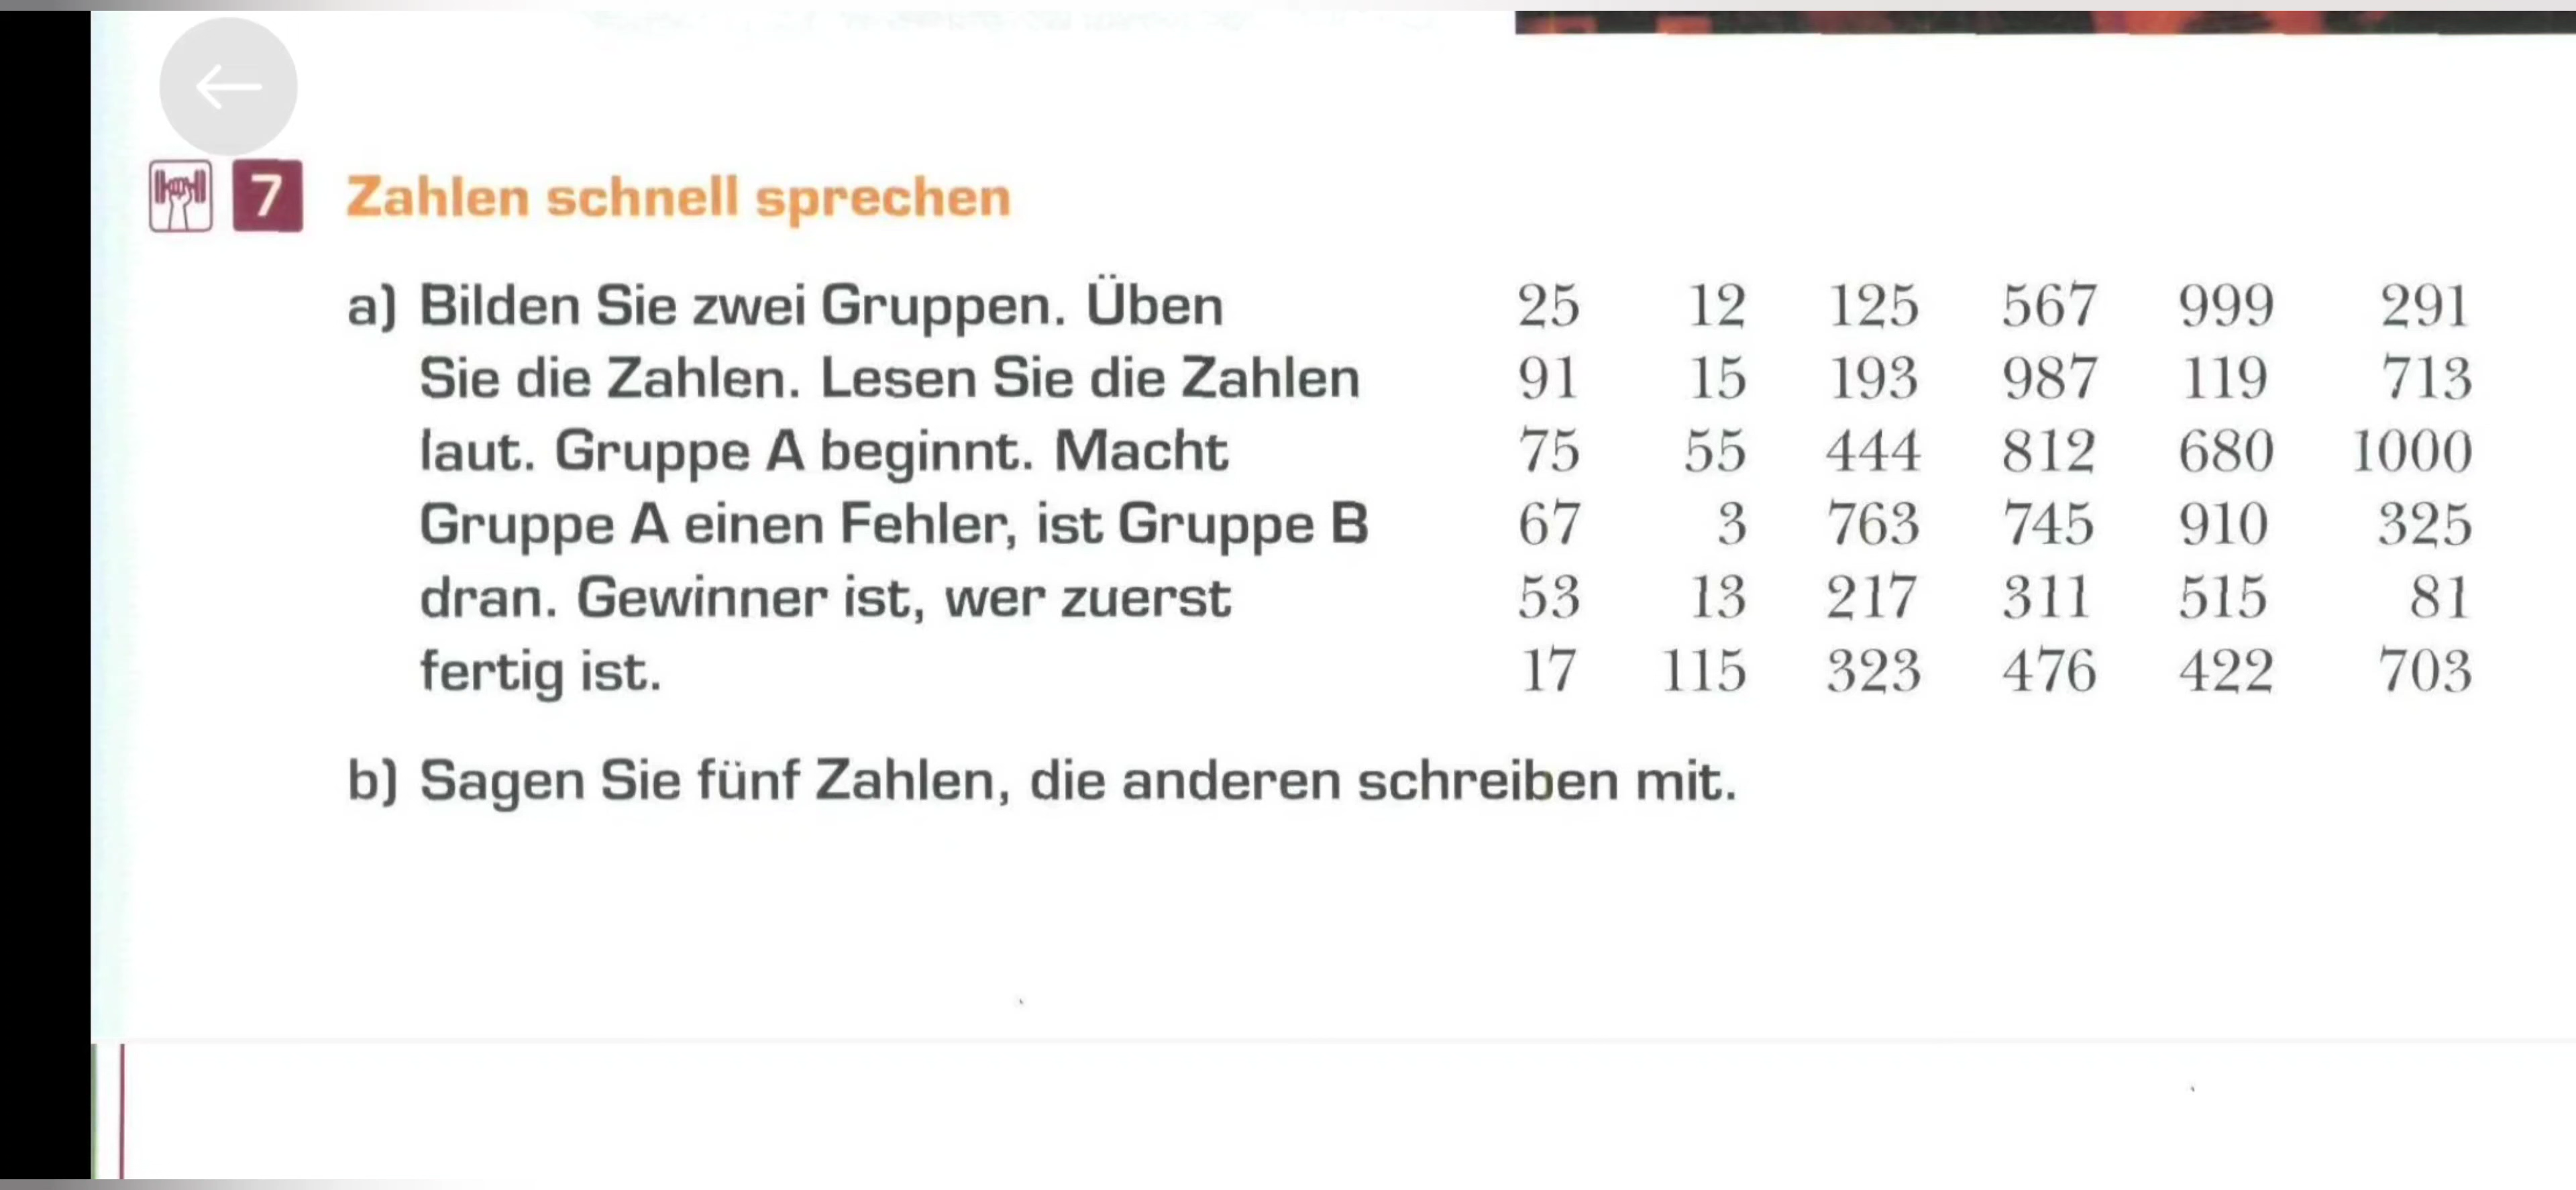 7 Zahlen schnell sprechen
a) Bilden Sie zwei Gruppen. Üben
Sie die Zahlen. Lesen Sie die Zahlen
laut. Gruppe A beginnt. Macht
Gruppe A einen Fehler, ist Gruppe B
dran. Gewinner ist, wer zuerst
fertig ist.
25 12 125 567 999 291
91 15 193 987 119 713
75 55 444 812 680 1000
67 3 763 745 910 325
53 13 217 311 515 81
17 115 323 476 422 703
b) Sagen Sie fünf Zahlen, die anderen schreiben mit.